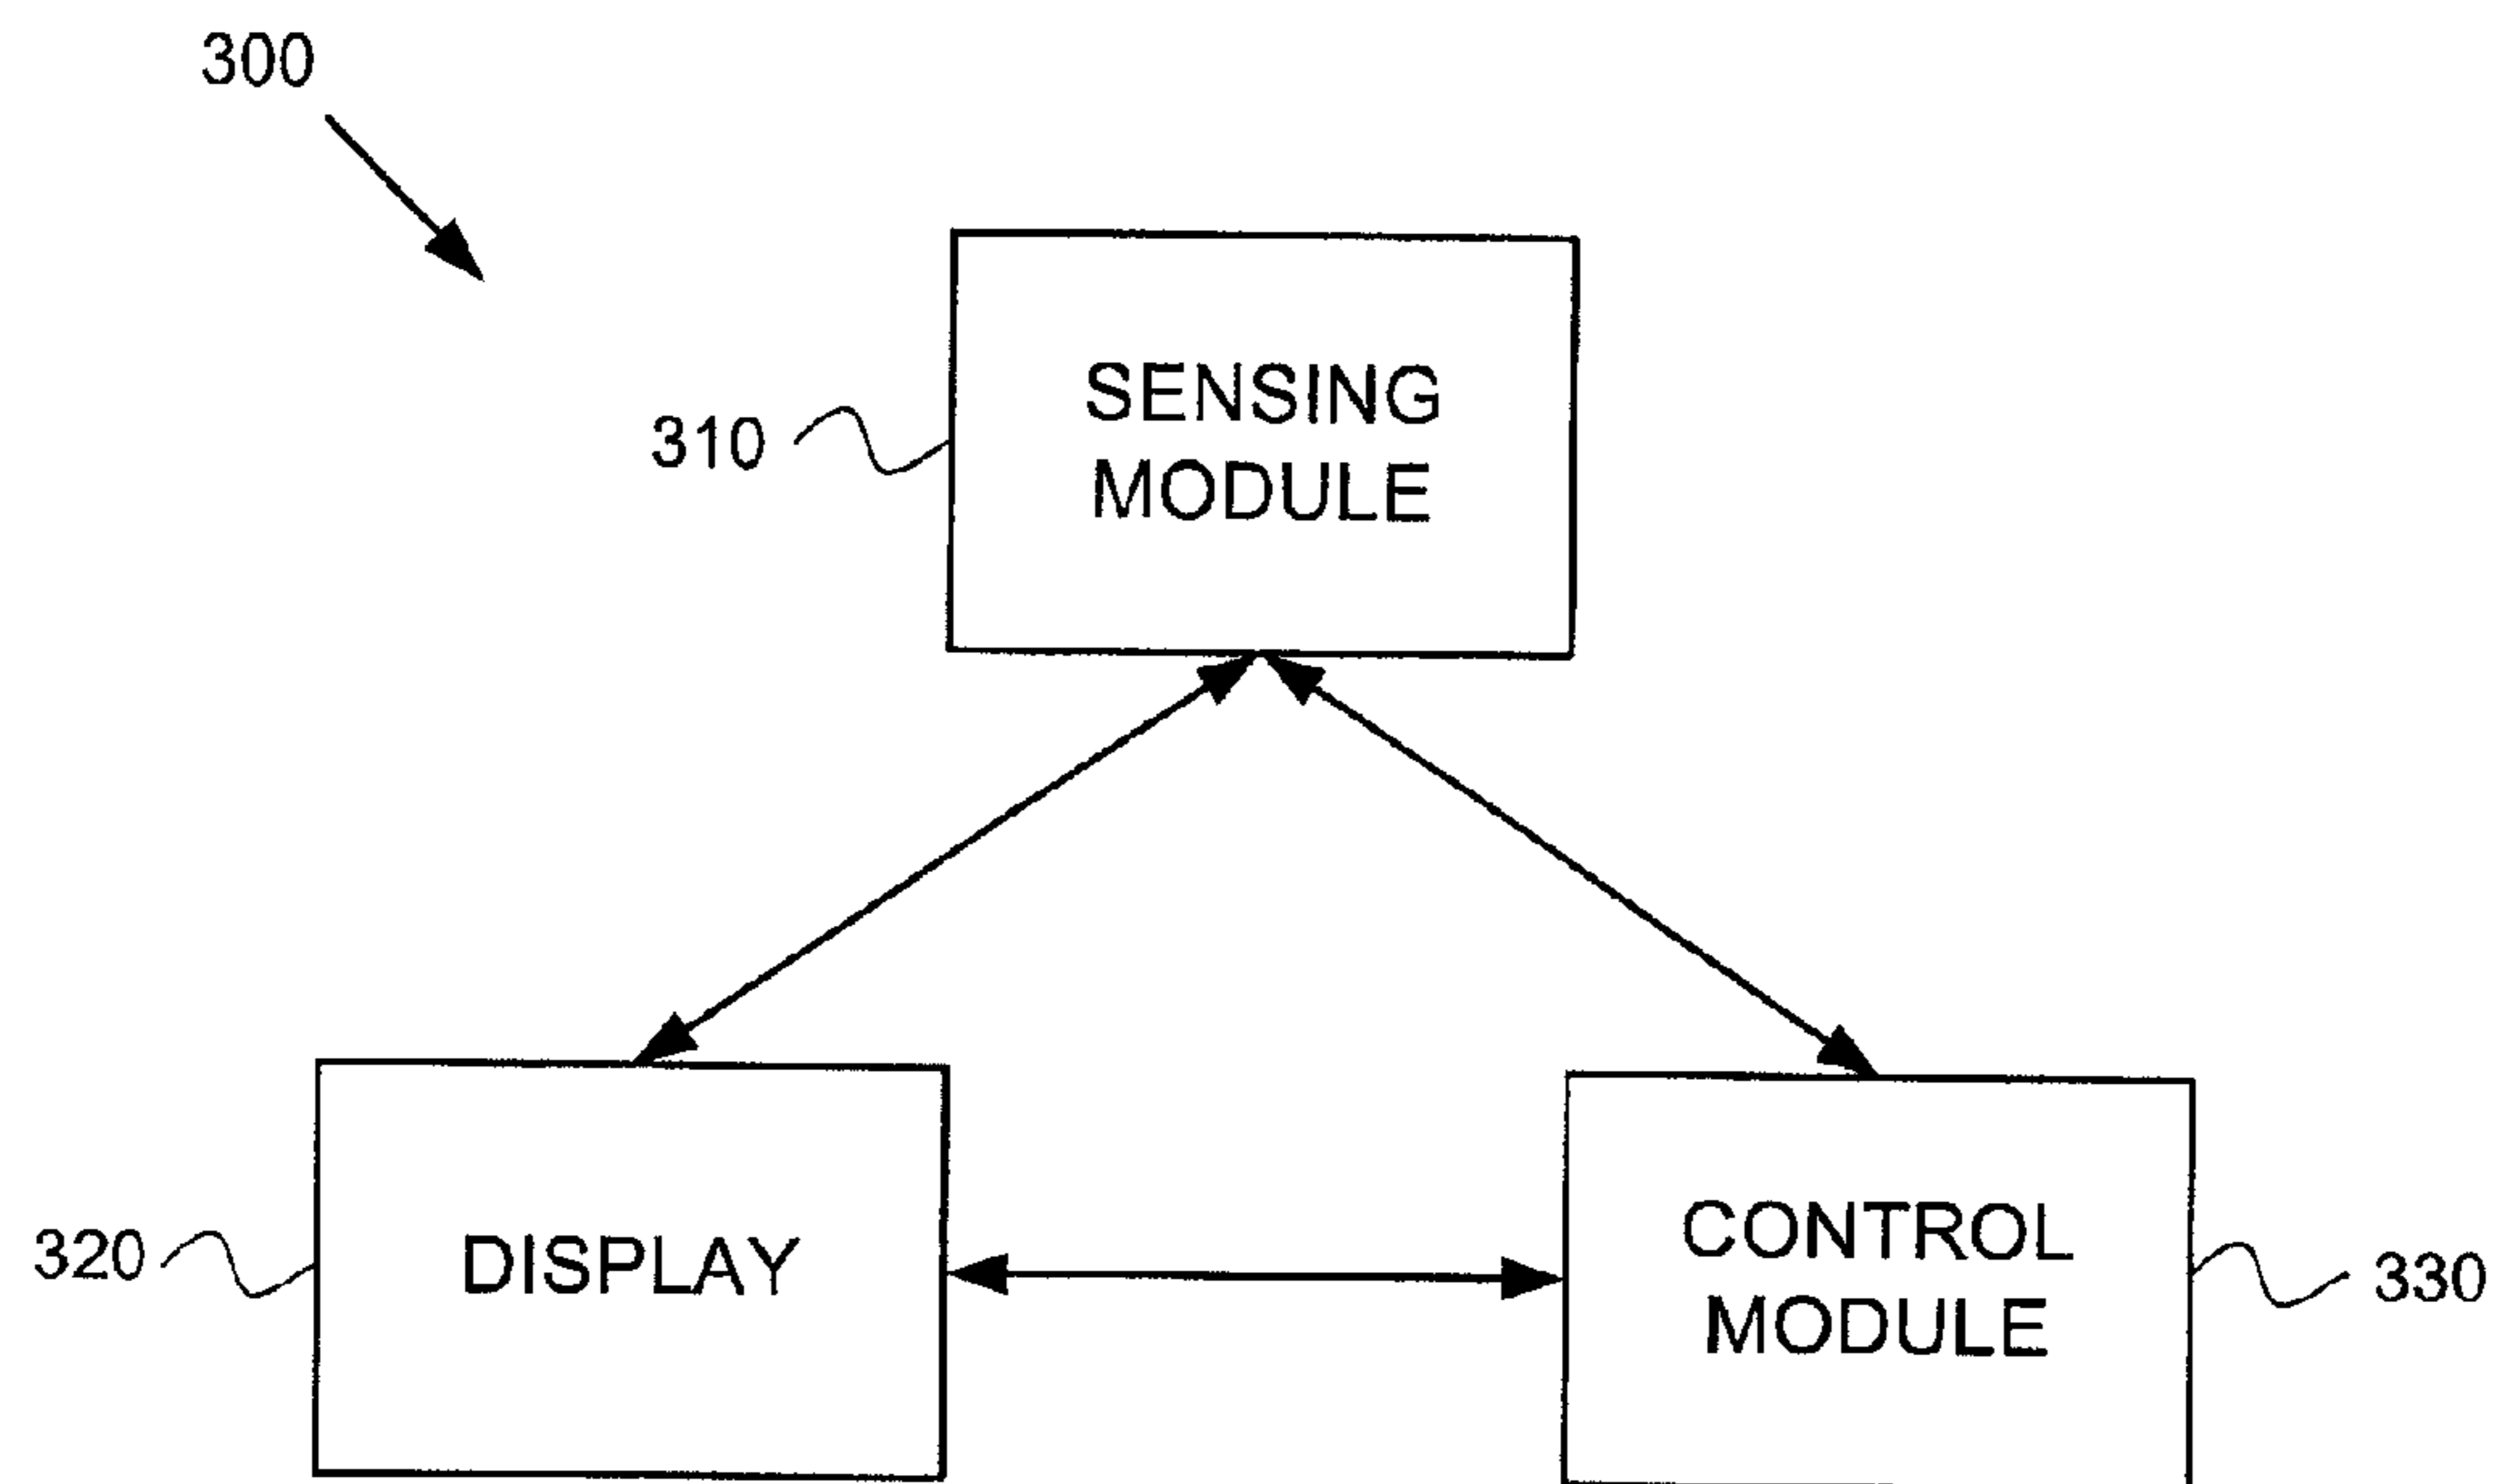 300
SENSING
MODULE
310
320
DISPLAY
CONTROL
MODULE
330